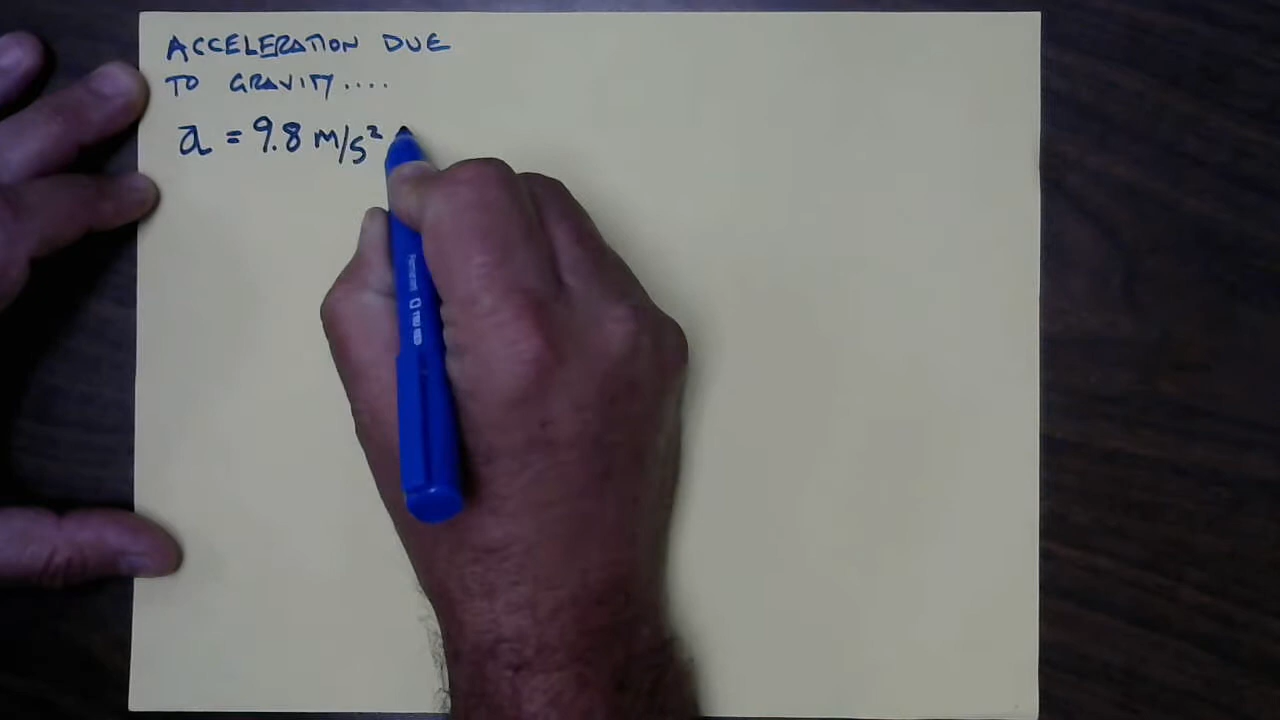 ACCELERATION DUE
TO GRAVITY....
a = 9.8 m/s²